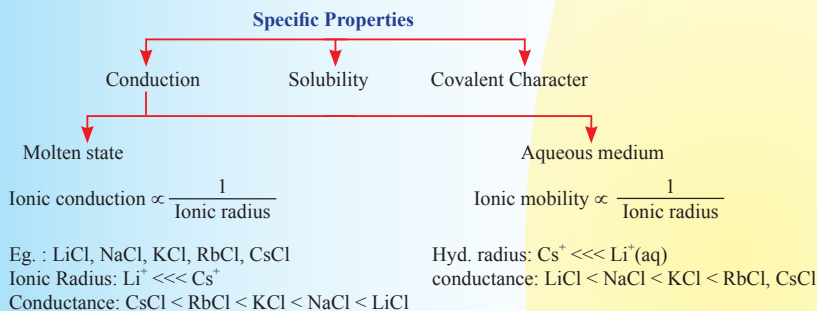 Specific Properties
Conduction Solubility Covalent Character
Molten state Aqueous medium
Ionic conduction ∝ 1 / Ionic radius
Ionic mobility ∝ 1 / Ionic radius
Eg. : LiCl, NaCl, KCl, RbCl, CsCl
Ionic Radius: Li⁺ <<< Cs⁺
Conductance: CsCl < RbCl < KCl < NaCl < LiCl
Hyd. radius: Cs⁺ <<< Li⁺(aq)
conductance: LiCl < NaCl < KCl < RbCl, CsCl